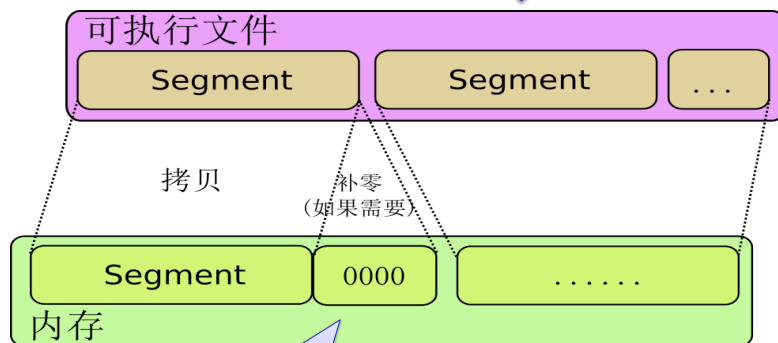 可执行文件
Segment
Segment
...
拷贝
补零
(如果需要)
Segment
0000
......
内存